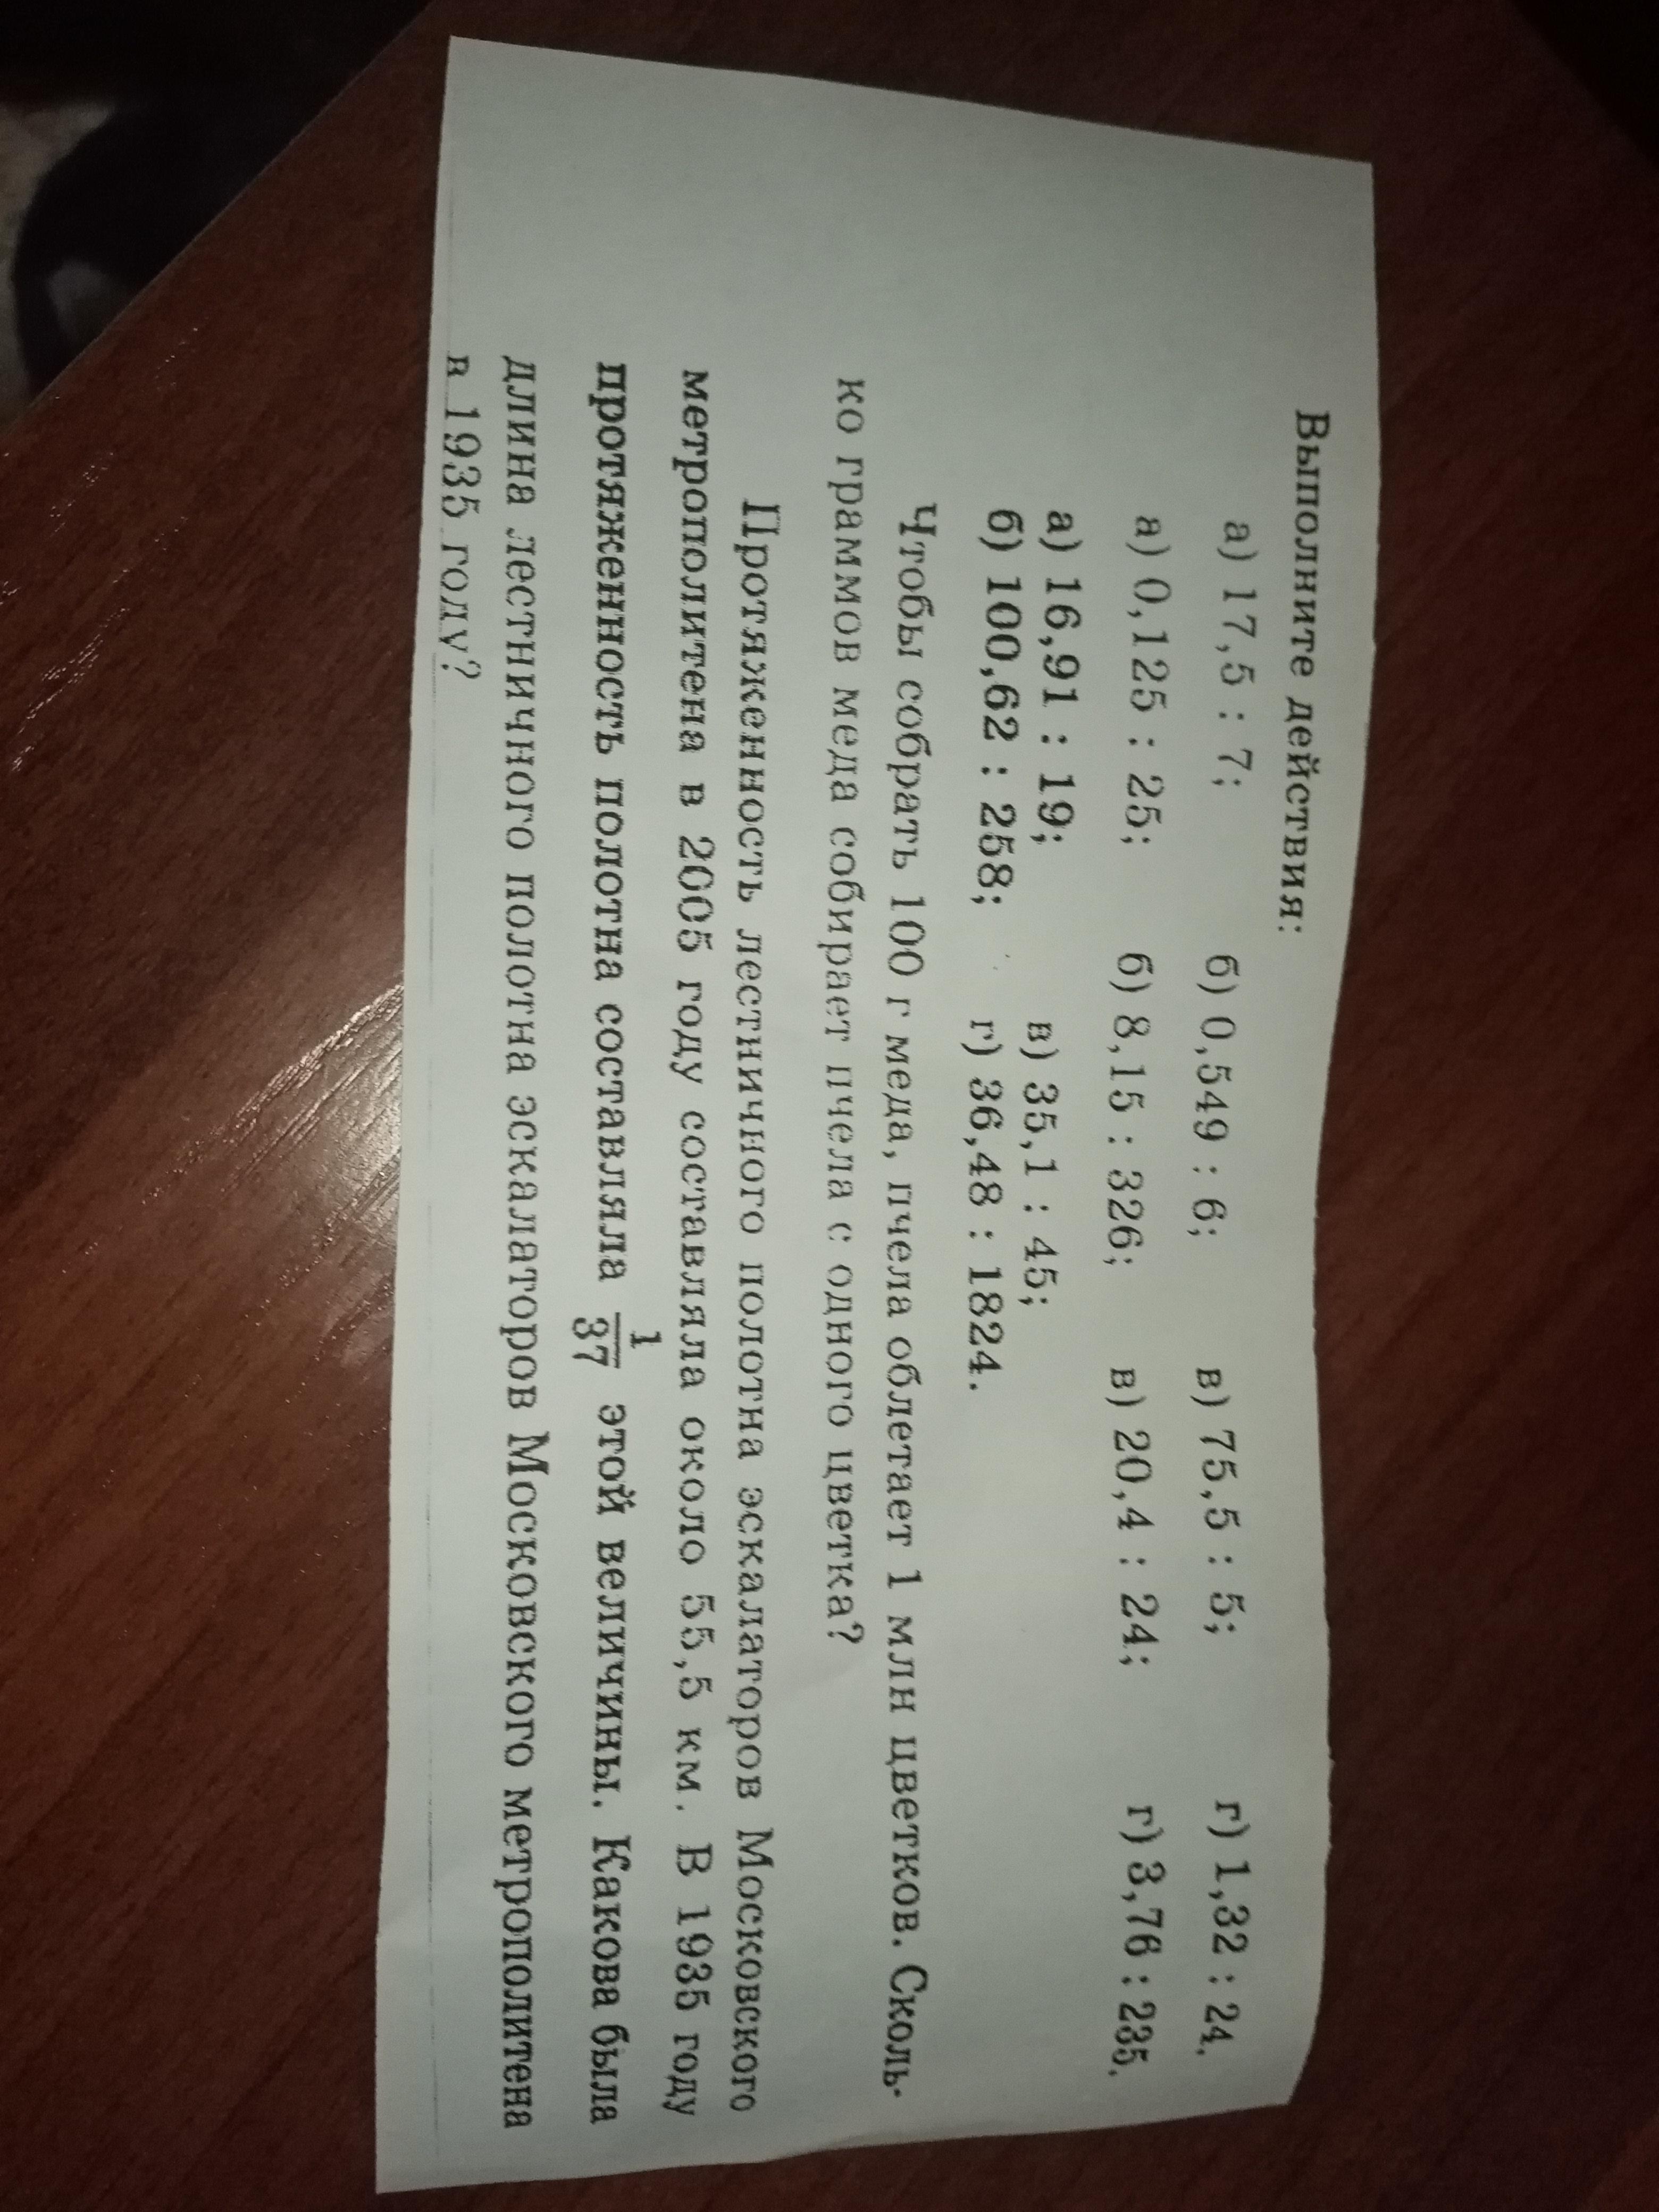 Выполните действия:
а) 17,5 : 7; б) 0,549 : 6; в) 75,5 : 5; г) 1,32 : 24.
а) 0,125 : 25; б) 8,15 : 326; в) 20,4 : 24; г) 3,76 : 235.
а) 16,91 : 19; в) 35,1 : 45;
б) 100,62 : 258; г) 36,48 : 1824.
Чтобы собрать 100 г меда, пчела облетает 1 млн цветков. Сколь-
ко граммов меда собирает пчела с одного цветка?
Протяженность лестничного полотна эскалаторов Московского
метрополитена в 2005 году составляла около 55,5 км. В 1935 году
протяженность полотна составляла 1/37 этой величины. Какова была
длина лестничного полотна эскалаторов Московского метрополитена
в 1935 году?